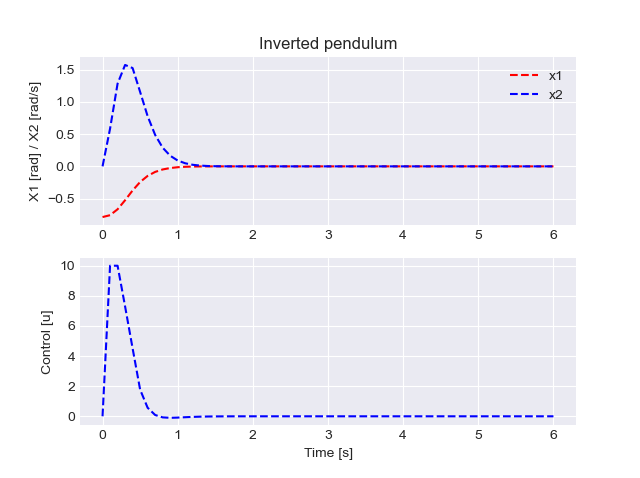 Inverted pendulum
X1 [rad] / X2 [rad/s]
1.5
1.0
0.5
0.0
−0.5
x1
x2
0 1 2 3 4 5 6
Control [u]
10
8
6
4
2
0
0 1 2 3 4 5 6
Time [s]